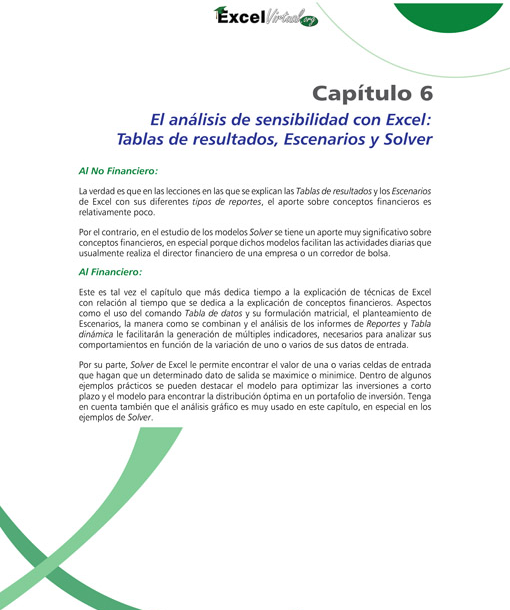 ExcelVirtual.org
Capítulo 6
El análisis de sensibilidad con Excel:
Tablas de resultados, Escenarios y Solver
Al No Financiero:
La verdad es que en las lecciones en las que se explican las Tablas de resultados y los Escenarios
de Excel con sus diferentes tipos de reportes, el aporte sobre conceptos financieros es
relativamente poco.
Por el contrario, en el estudio de los modelos Solver se tiene un aporte muy significativo sobre
conceptos financieros, en especial porque dichos modelos facilitan las actividades diarias que
usualmente realiza el director financiero de una empresa o un corredor de bolsa.
Al Financiero:
Este es tal vez el capítulo que más dedica tiempo a la explicación de técnicas de Excel
con relación al tiempo que se dedica a la explicación de conceptos financieros. Aspectos
como el uso del comando Tabla de datos y su formulación matricial, el planteamiento de
Escenarios, la manera como se combinan y el análisis de los informes de Reportes y Tabla
dinámica le facilitarán la generación de múltiples indicadores, necesarios para analizar sus
comportamientos en función de la variación de uno o varios de sus datos de entrada.
Por su parte, Solver de Excel le permite encontrar el valor de una o varias celdas de entrada
que hagan que un determinado dato de salida se maximice o minimice. Dentro de algunos
ejemplos prácticos se pueden destacar el modelo para optimizar las inversiones a corto
plazo y el modelo para encontrar la distribución óptima en un portafolio de inversión. Tenga
en cuenta también que el análisis gráfico es muy usado en este capítulo, en especial en los
ejemplos de Solver.